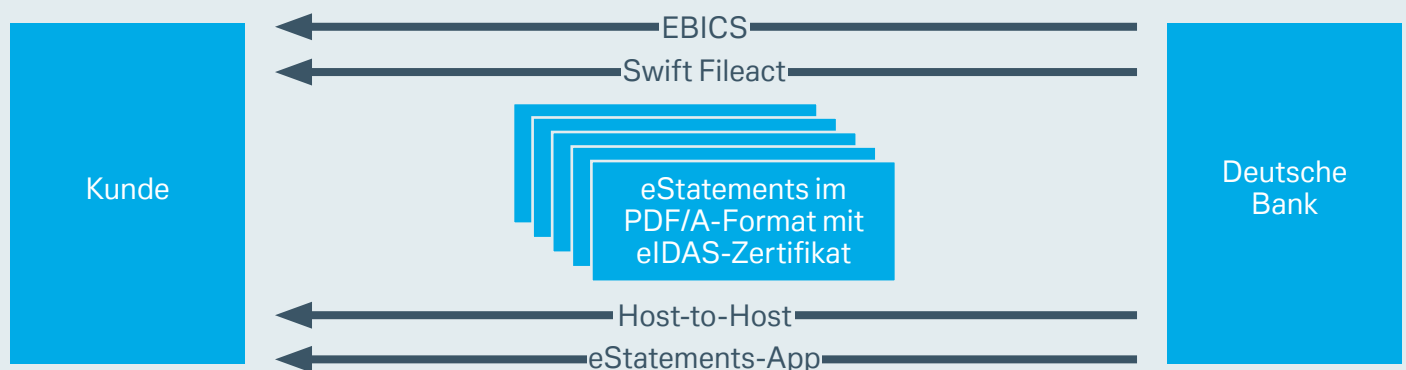 EBICS
Swift Fileact
Kunde
eStatements im
PDF/A-Format mit
eIDAS-Zertifikat
Deutsche
Bank
Host-to-Host
eStatements-App